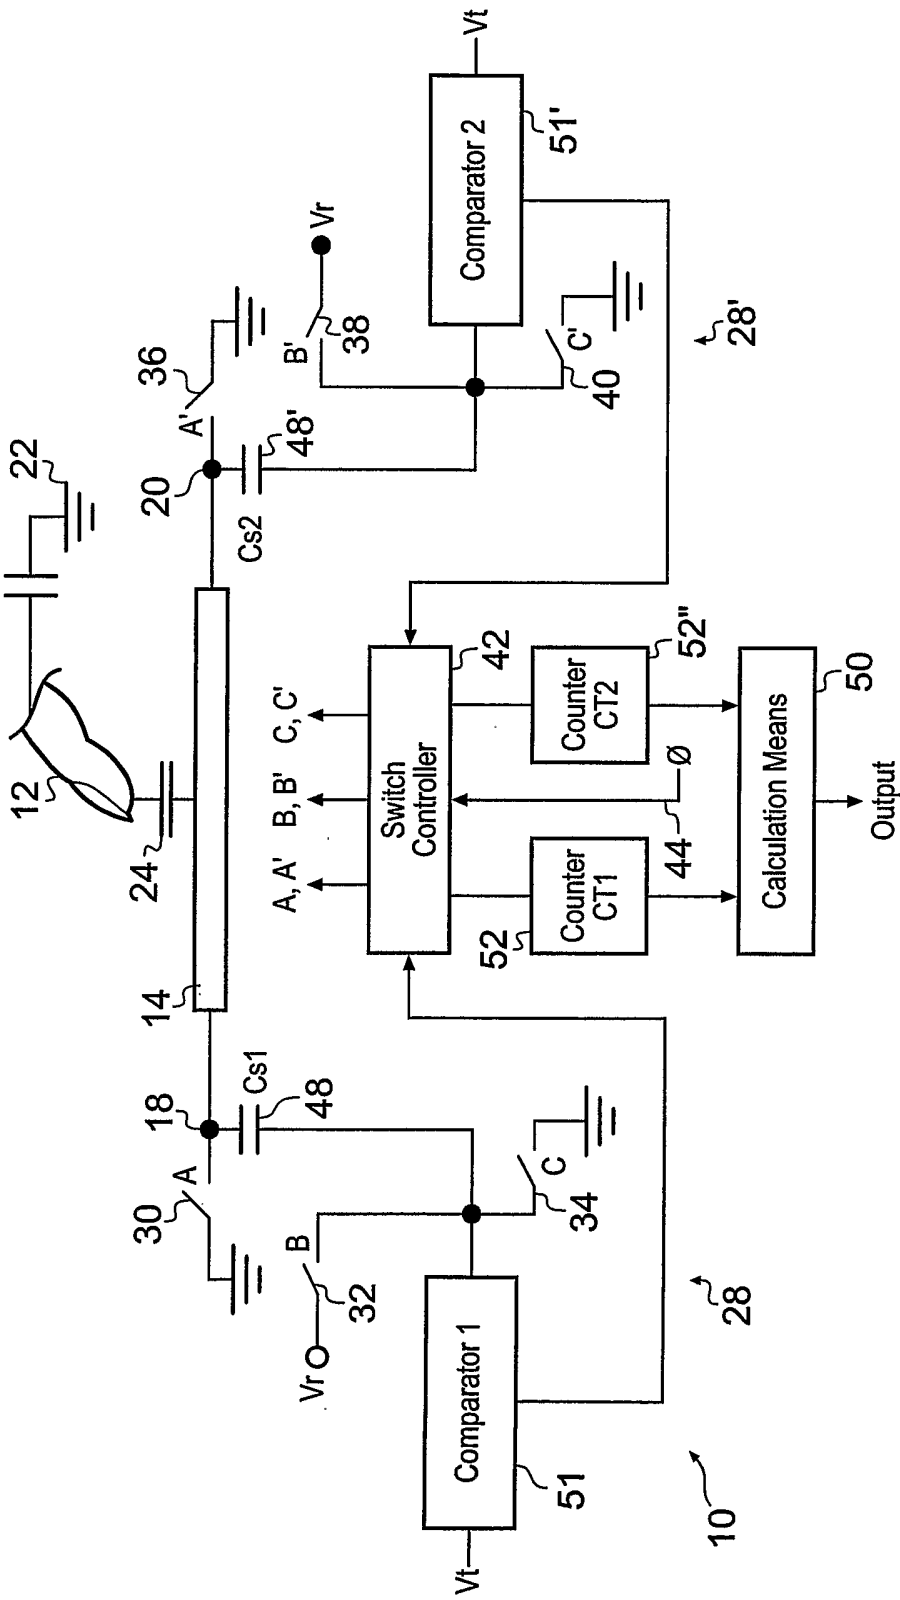 22
12
24
14
36
A'
20
Cs2
48'
B'
38
Vr
Vt
Comparator 2
51'
C'
40
28'
18
A
30
Cs1
48
B
32
Vr
C
34
Comparator 1
51
Vt
28
10
A, A'
B, B'
C, C'
Switch
Controller
42
44
Ø
Counter
CT1
52
Counter
CT2
52"
Calculation Means
50
Output